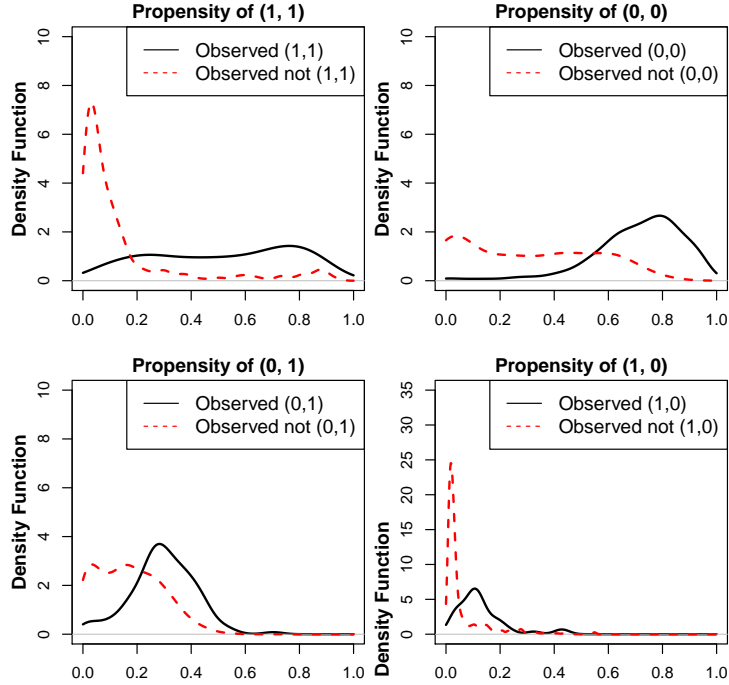 Propensity of (1, 1)
Density Function
10
8
6
4
2
0
Observed (1,1)
Observed not (1,1)
0.0 0.2 0.4 0.6 0.8 1.0
Propensity of (0, 0)
Density Function
10
8
6
4
2
0
Observed (0,0)
Observed not (0,0)
0.0 0.2 0.4 0.6 0.8 1.0
Propensity of (0, 1)
Density Function
10
8
6
4
2
0
Observed (0,1)
Observed not (0,1)
0.0 0.2 0.4 0.6 0.8 1.0
Propensity of (1, 0)
Density Function
35
30
25
20
15
10
5
0
Observed (1,0)
Observed not (1,0)
0.0 0.2 0.4 0.6 0.8 1.0